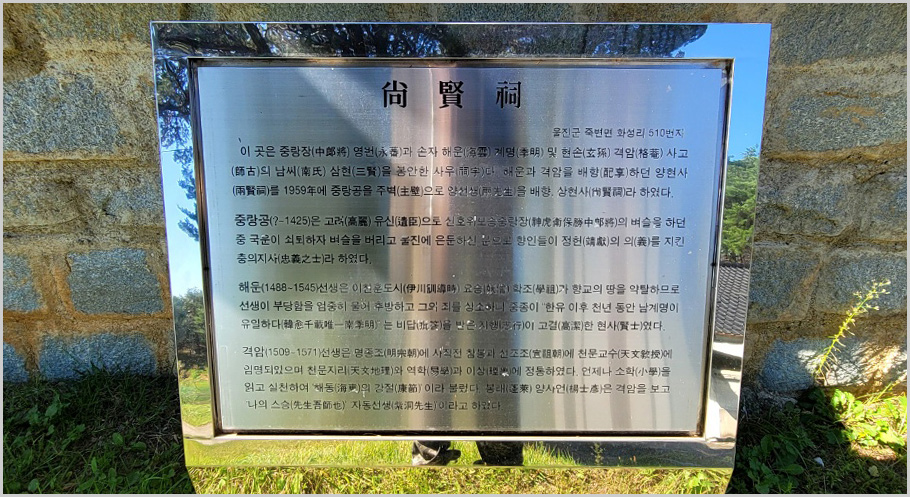 尙賢祠
울진군 죽변면 화성리 510번지
이 곳은 중랑장(中郞將) 영번(永蕃)과 손자 해운(海雲) 계명(季明) 및 현손(玄孫) 격암(格菴) 사고
(師古)의 남씨(南氏) 삼현(三賢)을 봉안한 사우(祠宇)다. 해운과 격암을 배향(配享)하던 양현사
(兩賢祠)를 1959年에 중랑공을 주벽(主壁)으로 양선생(兩先生)을 배향, 상현사(尙賢祠)라 하였다.
중랑공(?~1425)은 고려(高麗) 유신(遺臣)으로 신호위보승중랑장(神虎衛保勝中郞將)의 벼슬을 하던
중 국운이 쇠퇴하자 벼슬을 버리고 울진에 은둔하신 분으로 향인들이 정헌(靖獻)의 의(義)를 지킨
충의지사(忠義之士)라 하였다.
해운(1488~1545)선생은 이천훈도시(伊川訓導時) 요승(妖僧) 학조(學祖)가 향교의 땅을 약탈하므로
선생이 부당함을 엄중히 물어 추방하고 그의 죄를 상소하니 중종이 '한유 이후 천년 동안 남계명이
유일하다(韓愈千載唯一南季明)' 는 비답(批答)을 받은 지행(志行)이 고결(高潔)한 현사(賢士)였다.
격암(1509~1571)선생은 명종조(明宗朝)에 사직전 참봉과 선조조(宣祖朝)에 천문교수(天文敎授)에
임명되었으며 천문지리(天文地理)와 역학(易學)과 이상에 정통하였다. 언제나 소학(小學)을
읽고 실천하여 '해동(海東)의 강절(康節)' 이라 불렀다. 봉래(蓬萊) 양사언(楊士彦)은 격암을 보고
'나의 스승(先生吾師也)' '자동선생(紫洞先生)'이라고 하였다.